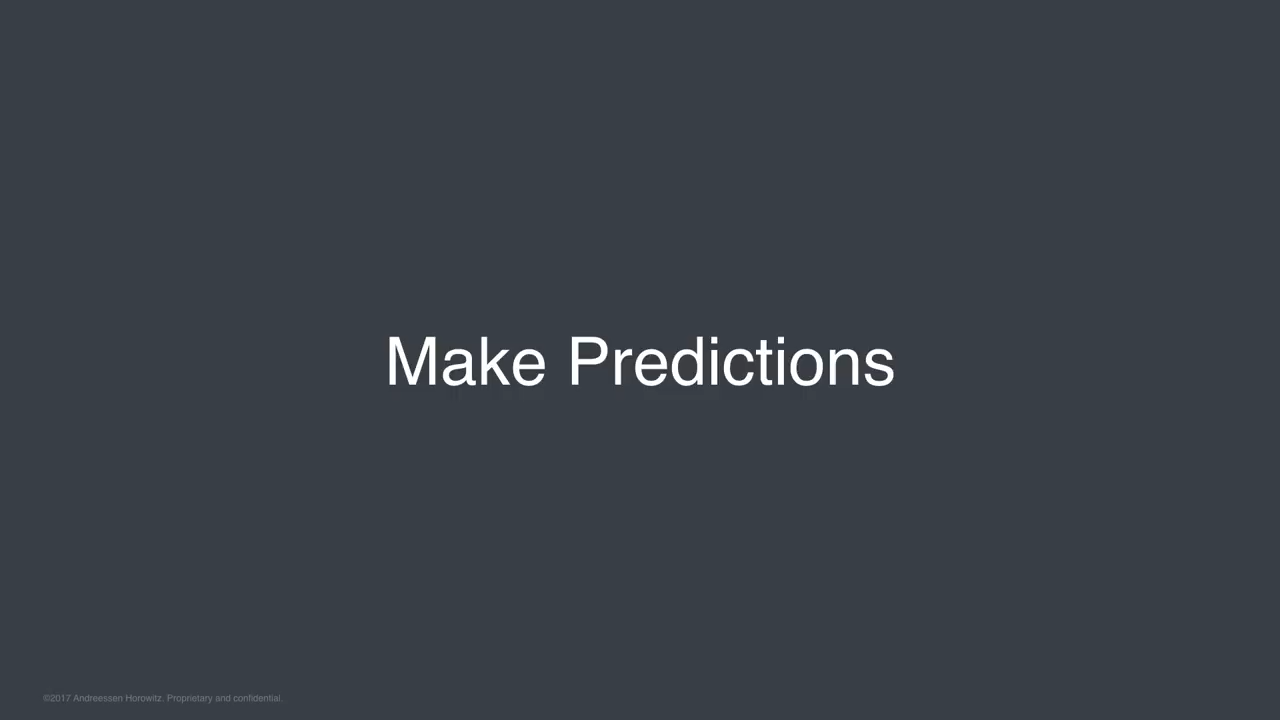 Make Predictions
©2017 Andreessen Horowitz. Proprietary and confidential.